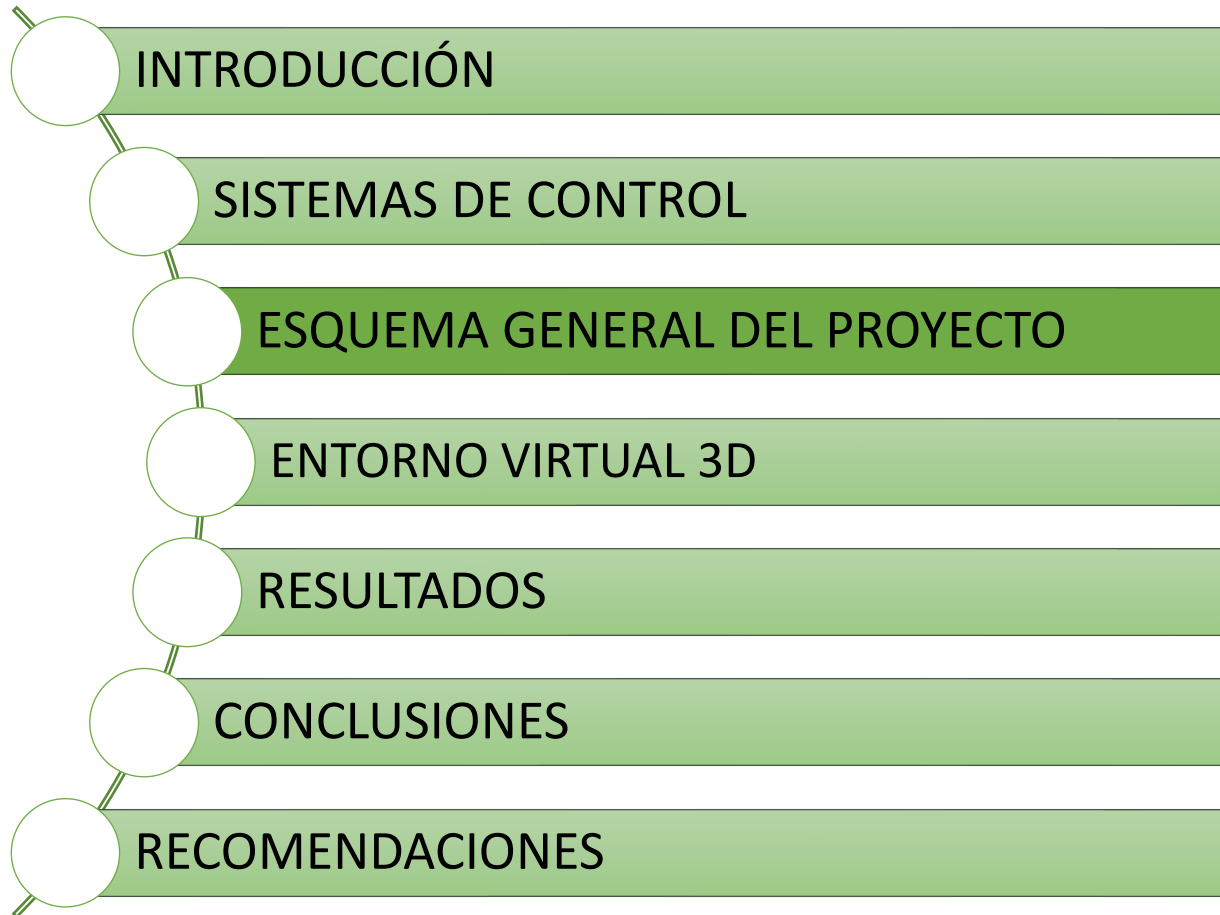 INTRODUCCIÓN
SISTEMAS DE CONTROL
ESQUEMA GENERAL DEL PROYECTO
ENTORNO VIRTUAL 3D
RESULTADOS
CONCLUSIONES
RECOMENDACIONES